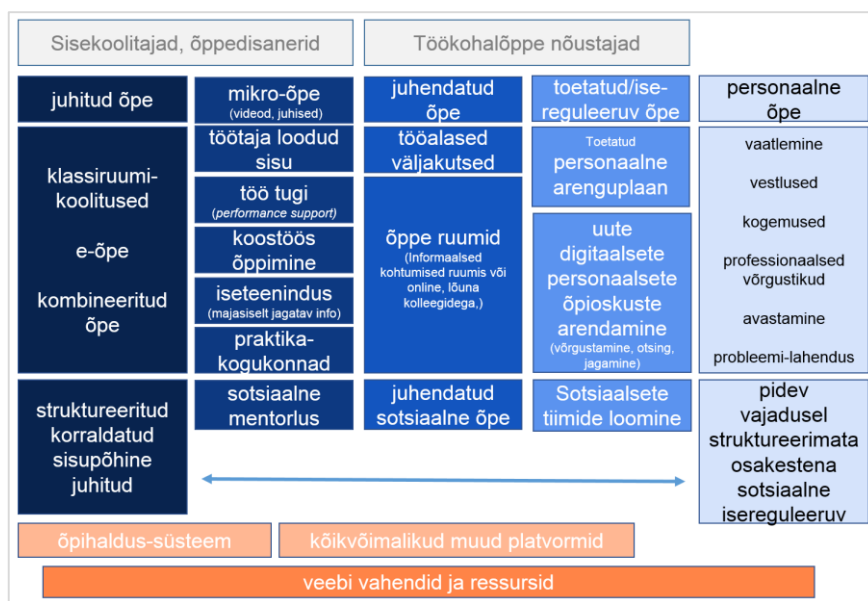 Sisekoolitajad, õppedisanerid
Töökohalõppe nõustajad
juhitud õpe
mikro-õpe
(videod, juhised)
juhendatud
õpe
toetatud/ise-
reguleeruv õpe
personaalne
õpe
klassiruumi-
koolitused
e-õpe
kombineeritud
õpe
töötaja loodud
sisu
töö tugi
(performance support)
koostöös
õppimine
iseteenindus
(majasiselt jagatav info)
praktika-
kogukonnad
tööalased
väljakutsed
õppe ruumid
(Informaalsed
kohtumised ruumis või
online, lõuna
kolleegidega,)
Toetatud
personaalne
arenguplaan
uute
digitaalsete
personaalsete
õpioskuste
arendamine
(võrgustamine, otsing,
jagamine)
vaatlemine
vestlused
kogemused
professionaalsed
võrgustikud
avastamine
probleemi-lahendus
struktureeritud
korraldatud
sisupõhine
juhitud
sotsiaalne
mentorlus
juhendatud
sotsiaalne õpe
Sotsiaalsete
tiimide loomine
pidev
vajadusel
struktureerimata
osakestena
sotsiaalne
isereguleeruv
õpihaldus-süsteem
kõikvõimalikud muud platvormid
veebi vahendid ja ressursid